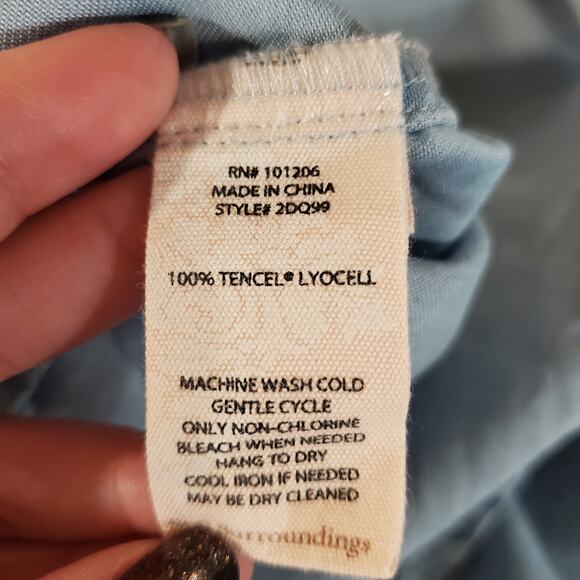 RN# 101206
MADE IN CHINA
STYLE# 2DQ99
100% TENCEL® LYOCELL
MACHINE WASH COLD
GENTLE CYCLE
ONLY NON-CHLORINE
BLEACH WHEN NEEDED
HANG TO DRY
COOL IRON IF NEEDED
MAY BE DRY CLEANED
Surroundings